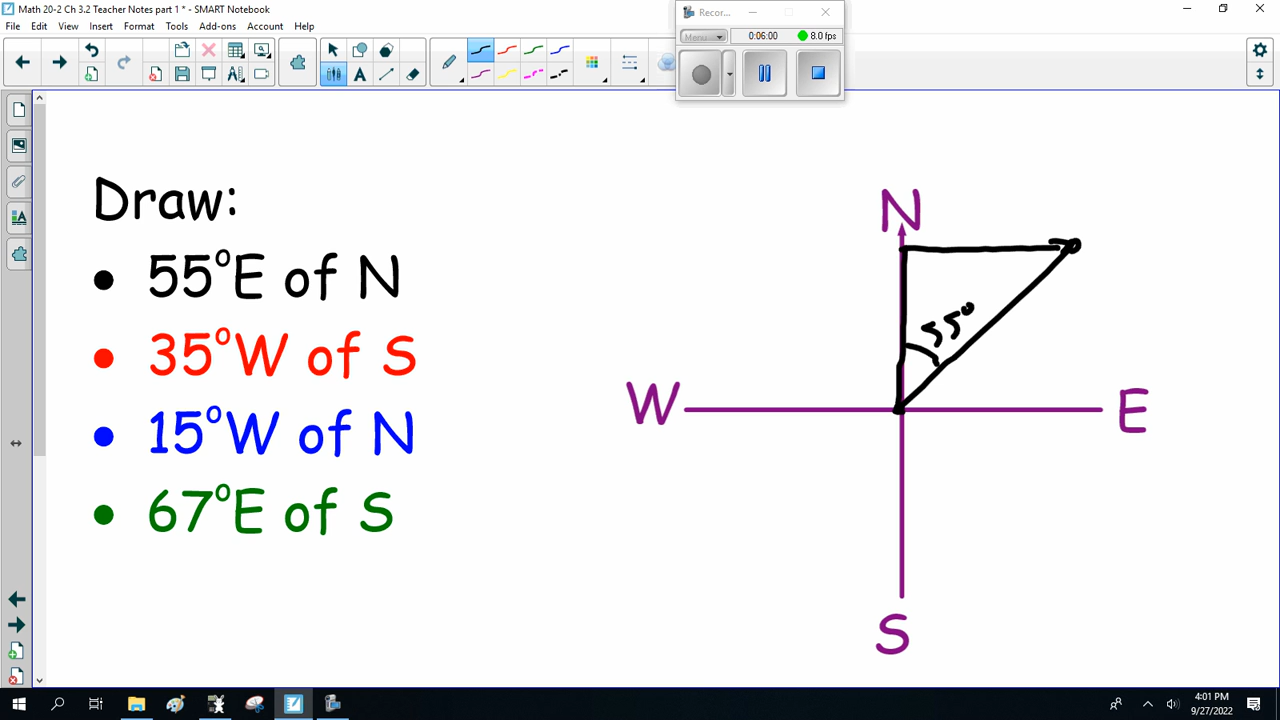 Math 20-2 Ch 3.2 Teacher Notes part 1 * - SMART Notebook
File Edit View Insert Format Tools Add-ons Account Help
Recor...
Menu
0:06:00
8.0 fps
Draw:
• 55°E of N
• 35°W of S
• 15°W of N
• 67°E of S
N
55°
W
E
S
4:01 PM
9/27/2022